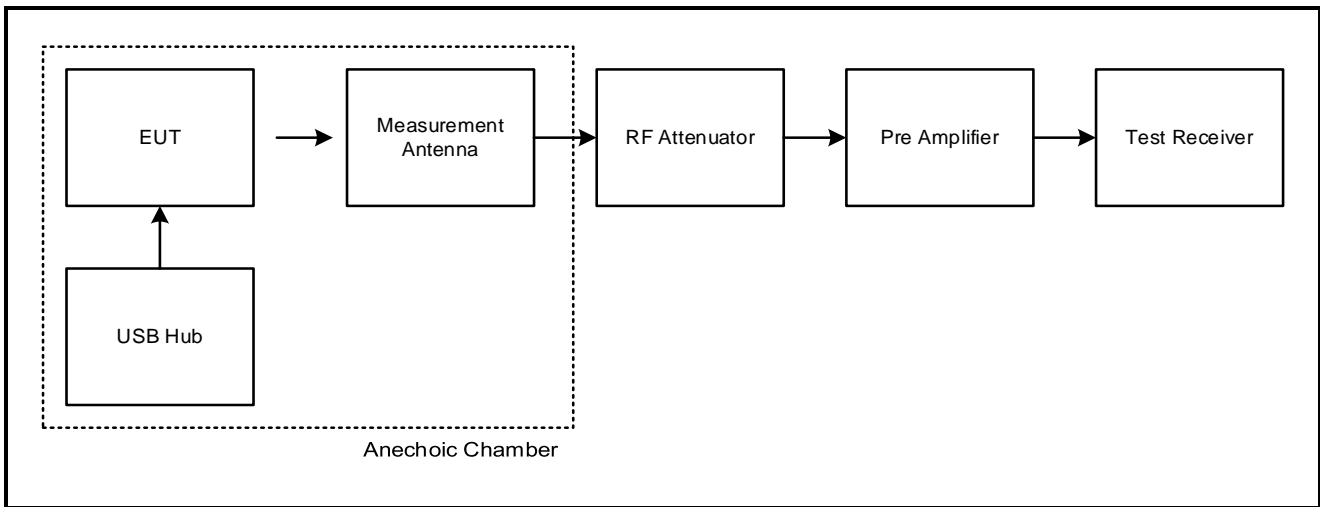 EUT
Measurement
Antenna
RF Attenuator
Pre Amplifier
Test Receiver
USB Hub
Anechoic Chamber